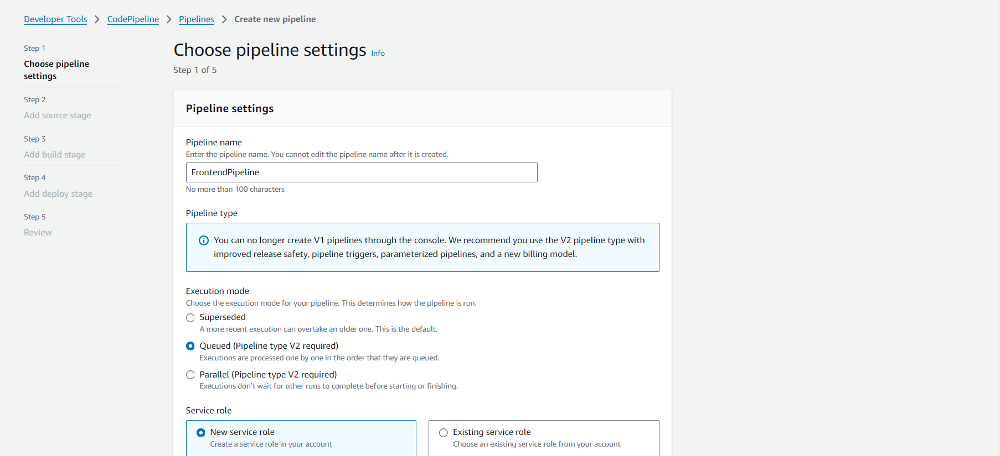 Developer Tools > CodePipeline > Pipelines > Create new pipeline
Step 1
Choose pipeline
settings
Step 2
Add source stage
Step 3
Add build stage
Step 4
Add deploy stage
Step 5
Review
Choose pipeline settings Info
Step 1 of 5
Pipeline settings
Pipeline name
Enter the pipeline name. You cannot edit the pipeline name after it is created.
FrontendPipeline
No more than 100 characters
Pipeline type
You can no longer create V1 pipelines through the console. We recommend you use the V2 pipeline type with
improved release safety, pipeline triggers, parameterized pipelines, and a new billing model.
Execution mode
Choose the execution mode for your pipeline. This determines how the pipeline is run.
Superseded
A more recent execution can overtake an older one. This is the default.
Queued (Pipeline type V2 required)
Executions are processed one by one in the order that they are queued.
Parallel (Pipeline type V2 required)
Executions don't wait for other runs to complete before starting or finishing.
Service role
New service role
Create a service role in your account
Existing service role
Choose an existing service role from your account